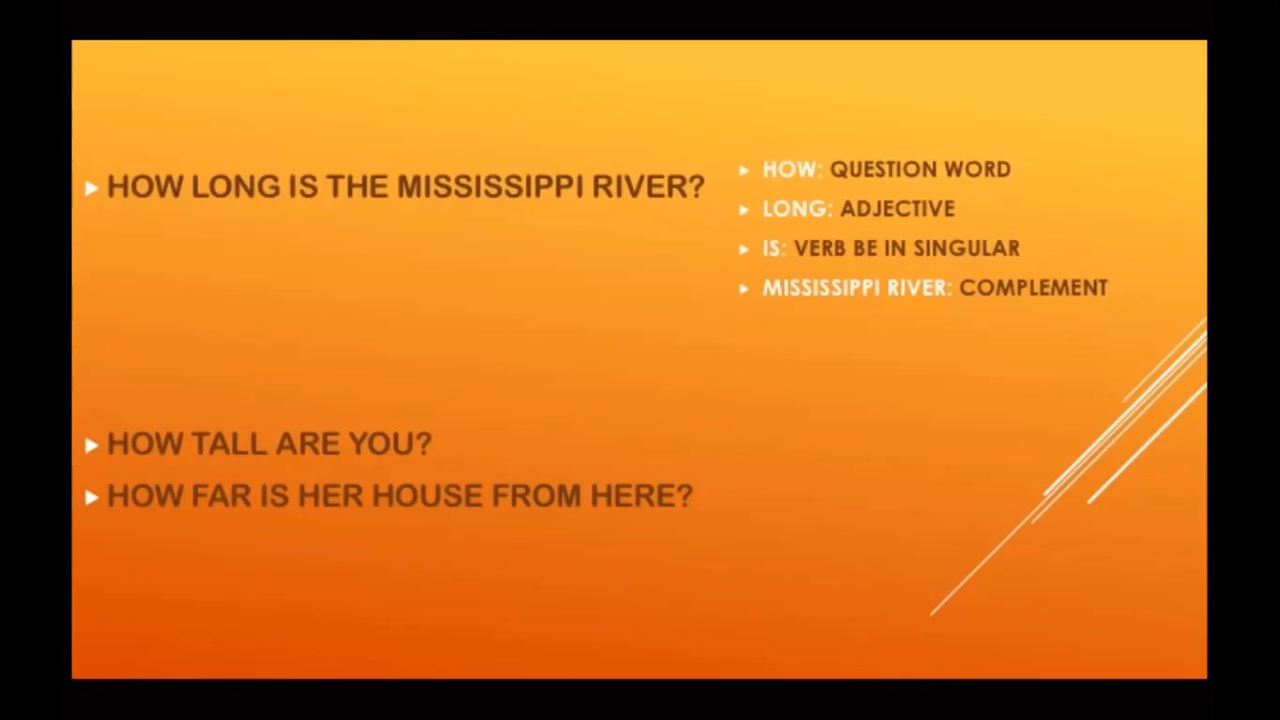 HOW LONG IS THE MISSISSIPPI RIVER?
HOW: QUESTION WORD
LONG: ADJECTIVE
IS: VERB BE IN SINGULAR
MISSISSIPPI RIVER: COMPLEMENT
HOW TALL ARE YOU?
HOW FAR IS HER HOUSE FROM HERE?